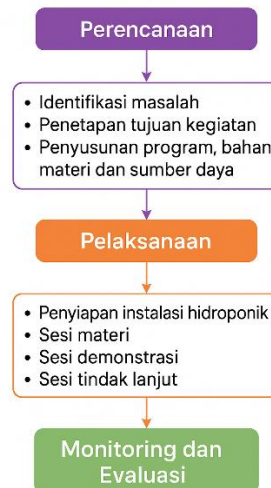 Perencanaan
• Identifikasi masalah
• Penetapan tujuan kegiatan
• Penyusunan program, bahan
materi dan sumber daya
Pelaksanaan
• Penyiapan instalasi hidroponik
• Sesi materi
• Sesi demonstrasi
• Sesi tindak lanjut
Monitoring dan
Evaluasi